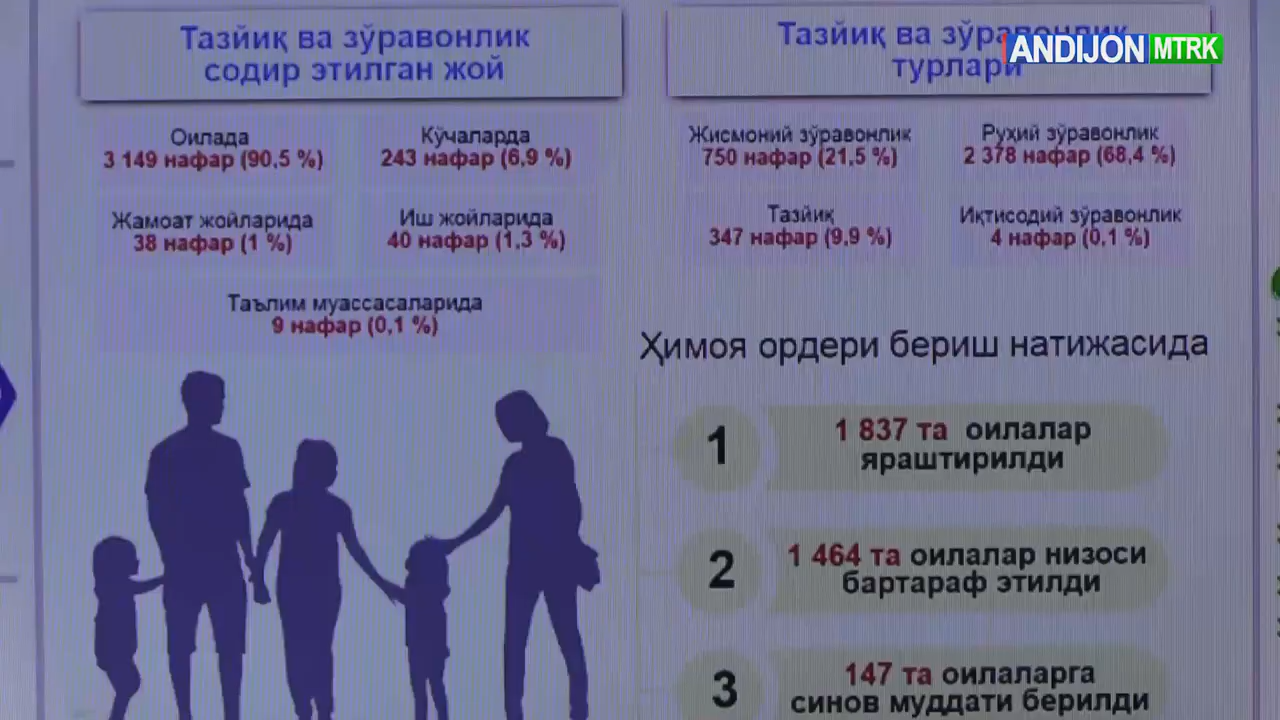 Тазйиқ ва зўравонлик
содир этилган жой
Оилада
3 149 нафар (90,5 %)
Кўчаларда
243 нафар (6,9 %)
Жамоат жойларида
38 нафар (1 %)
Иш жойларида
40 нафар (1,3 %)
Таълим муассасаларида
9 нафар (0,1 %)
Тазйиқ ва зўравонлик
турлари
ANDIJON MTRK
Жисмоний зўравонлик
750 нафар (21,5 %)
Руҳий зўравонлик
2 378 нафар (68,4 %)
Тазйиқ
347 нафар (9,9 %)
Иқтисодий зўравонлик
4 нафар (0,1 %)
Ҳимоя ордери бериш натижасида
1
1 837 та оилалар
яраштирилди
2
1 464 та оилалар низоси
бартараф этилди
3
147 та оилаларга
синов муддати берилди